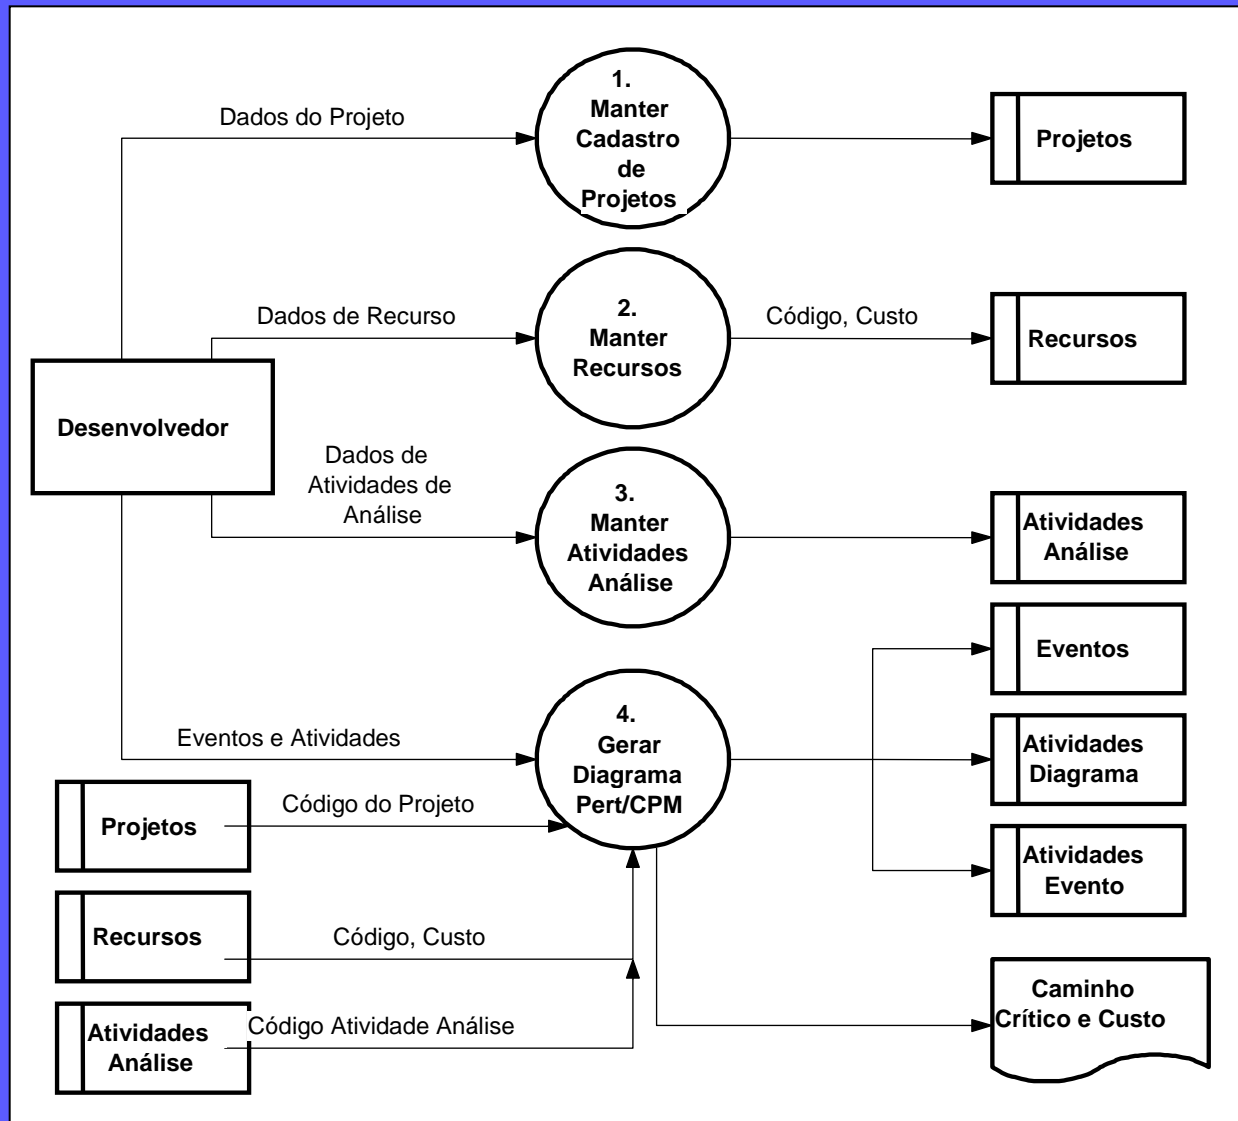 1.
Manter
Cadastro
de
Projetos
Dados do Projeto
Projetos
2.
Manter
Recursos
Dados de Recurso
Código, Custo
Recursos
Desenvolvedor
Dados de
Atividades de
Análise
3.
Manter
Atividades
Análise
Atividades
Análise
Eventos
4.
Gerar
Diagrama
Pert/CPM
Eventos e Atividades
Atividades
Diagrama
Projetos
Código do Projeto
Atividades
Evento
Recursos
Código, Custo
Atividades
Análise
Código Atividade Análise
Caminho
Crítico e Custo